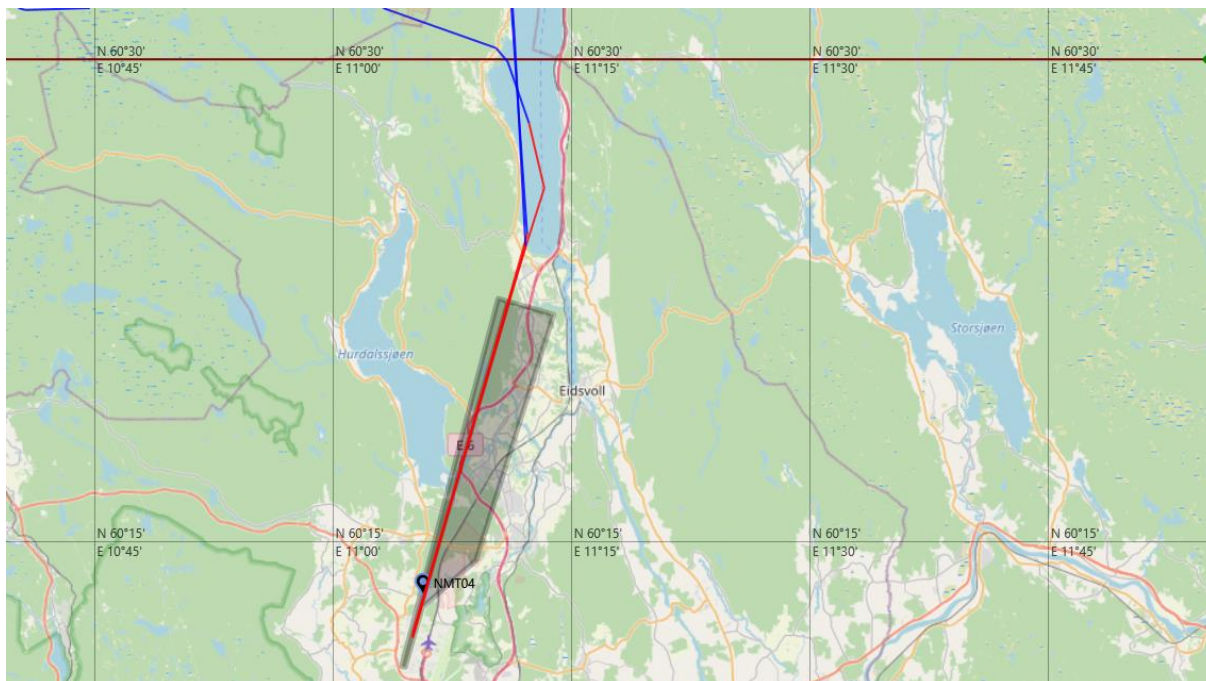 N 60°30'
N 60°30'
N 60°30'
N 60°30'
N 60°30'
E 10°45'
E 11°00'
E 11°15'
E 11°30'
E 11°45'
Storsjøen
Hurdalssjøen
Eidsvoll
E 6
N 60°15'
N 60°15'
N 60°15'
N 60°15'
N 60°15'
E 10°45'
E 11°00'
E 11°15'
E 11°30'
E 11°45'
NMT04